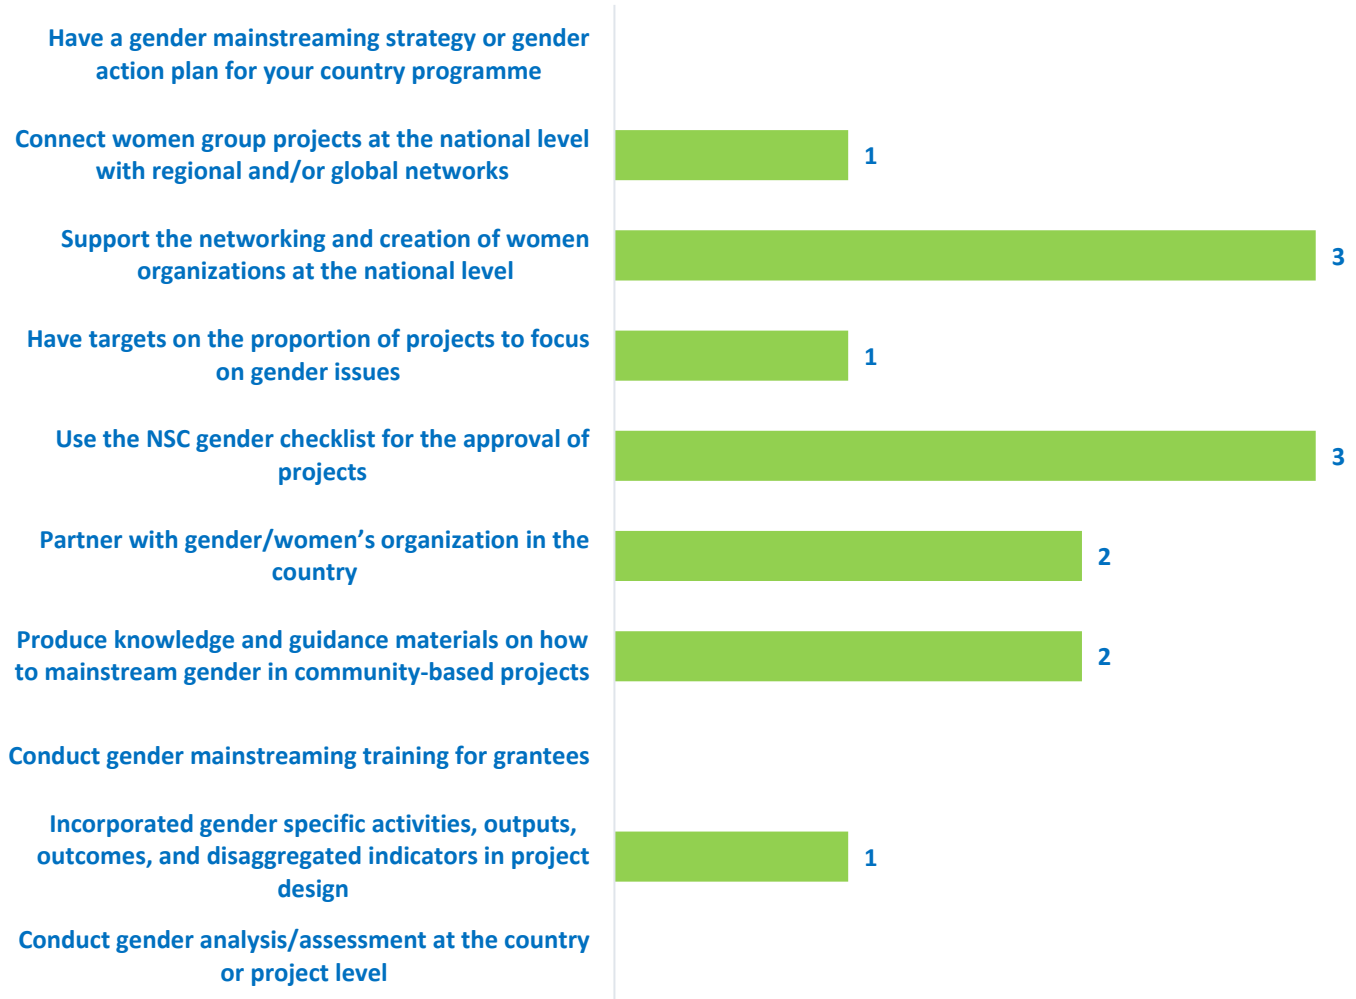 Have a gender mainstreaming strategy or gender
action plan for your country programme
Connect women group projects at the national level
with regional and/or global networks
1
Support the networking and creation of women
organizations at the national level
3
Have targets on the proportion of projects to focus
on gender issues
1
Use the NSC gender checklist for the approval of
projects
3
Partner with gender/women’s organization in the
country
2
Produce knowledge and guidance materials on how
to mainstream gender in community-based projects
2
Conduct gender mainstreaming training for grantees
Incorporated gender specific activities, outputs,
outcomes, and disaggregated indicators in project
design
1
Conduct gender analysis/assessment at the country
or project level